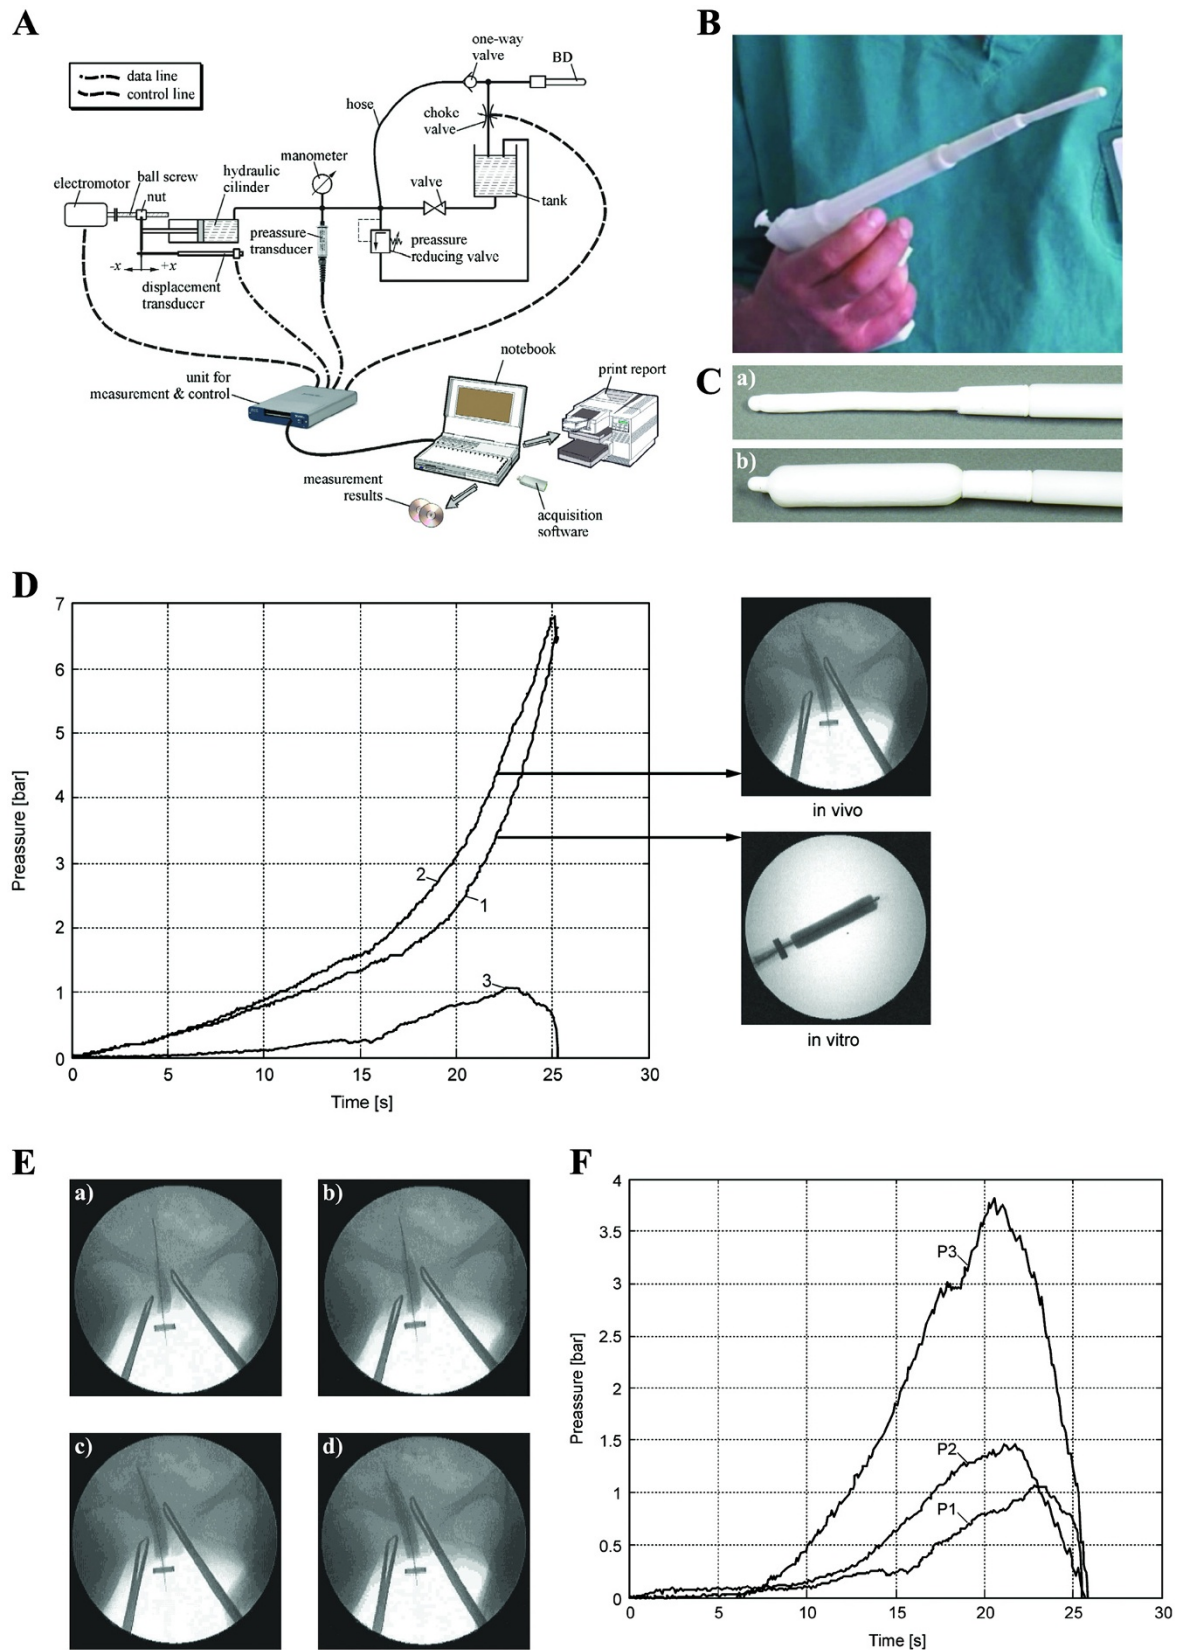 A
data line
control line
one-way
valve
BD
hose
choke
valve
manometer
electromotor
ball screw
nut
hydraulic
cilinder
valve
tank
preassure
transducer
preassure
reducing valve
-x
+x
displacement
transducer
unit for
measurement & control
notebook
print report
measurement
results
acquisition
software
B
C
a)
b)
D
7
6
5
4
3
2
1
0
Preassure [bar]
2
1
3
0
5
10
15
20
25
30
Time [s]
in vivo
in vitro
E
a)
b)
c)
d)
F
4
3.5
3
2.5
2
1.5
1
0.5
0
Preassure [bar]
P3
P2
P1
0
5
10
15
20
25
30
Time [s]